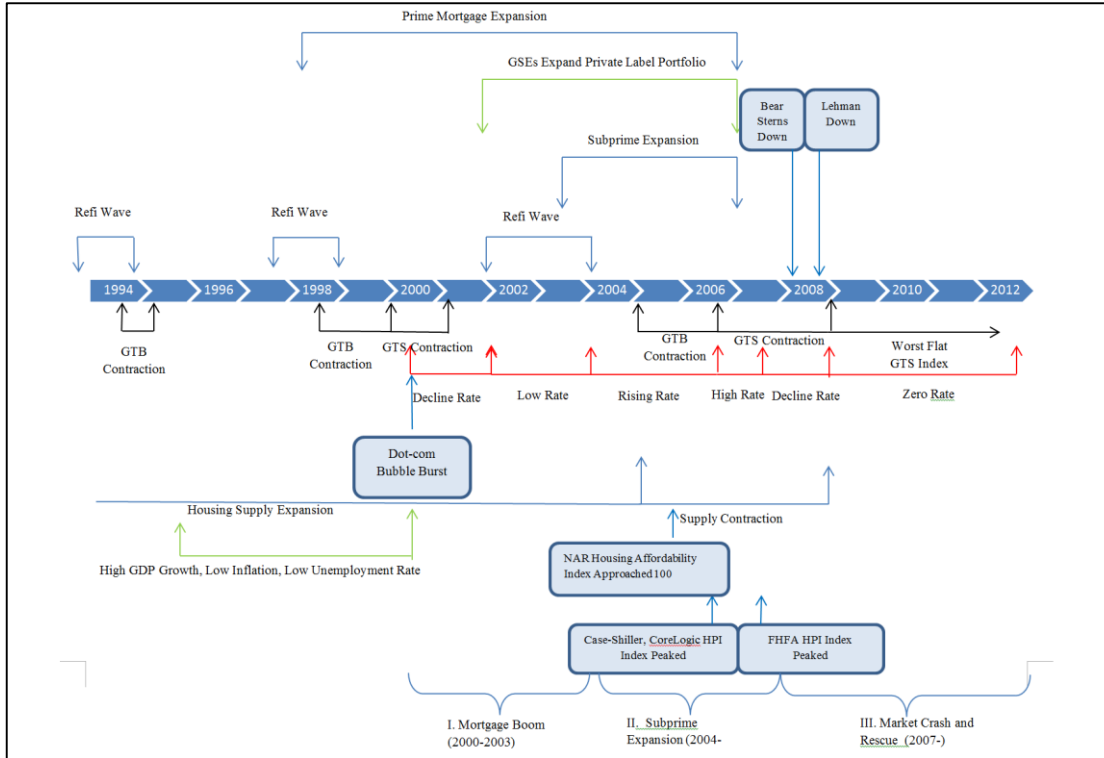 Prime Mortgage Expansion
GSEs Expand Private Label Portfolio
Bear
Sterns
Down
Lehman
Down
Subprime Expansion
Refi Wave
Refi Wave
Refi Wave
1994
1996
1998
2000
2002
2004
2006
2008
2010
2012
GTB
Contraction
GTB
Contraction
GTS Contraction
GTB
Contraction
GTS Contraction
Worst Flat
GTS Index
Decline Rate
Low Rate
Rising Rate
High Rate
Decline Rate
Zero Rate
Dot-com
Bubble Burst
Housing Supply Expansion
Supply Contraction
High GDP Growth, Low Inflation, Low Unemployment Rate
NAR Housing Affordability
Index Approached 100
Case-Shiller, CoreLogic HPI
Index Peaked
FHFA HPI Index
Peaked
I. Mortgage Boom
(2000-2003)
II. Subprime
Expansion (2004-
III. Market Crash and
Rescue (2007-)